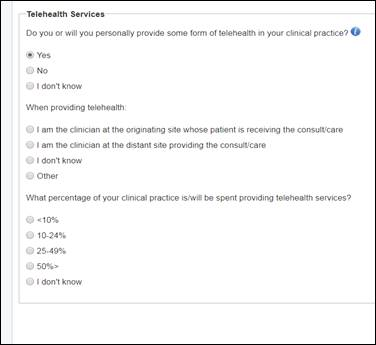 Telehealth Services
Do you or will you personally provide some form of telehealth in your clinical practice? i
Yes
No
I don't know
When providing telehealth:
I am the clinician at the originating site whose patient is receiving the consult/care
I am the clinician at the distant site providing the consult/care
I don't know
Other
What percentage of your clinical practice is/will be spent providing telehealth services?
<10%
10-24%
25-49%
50%>
I don't know